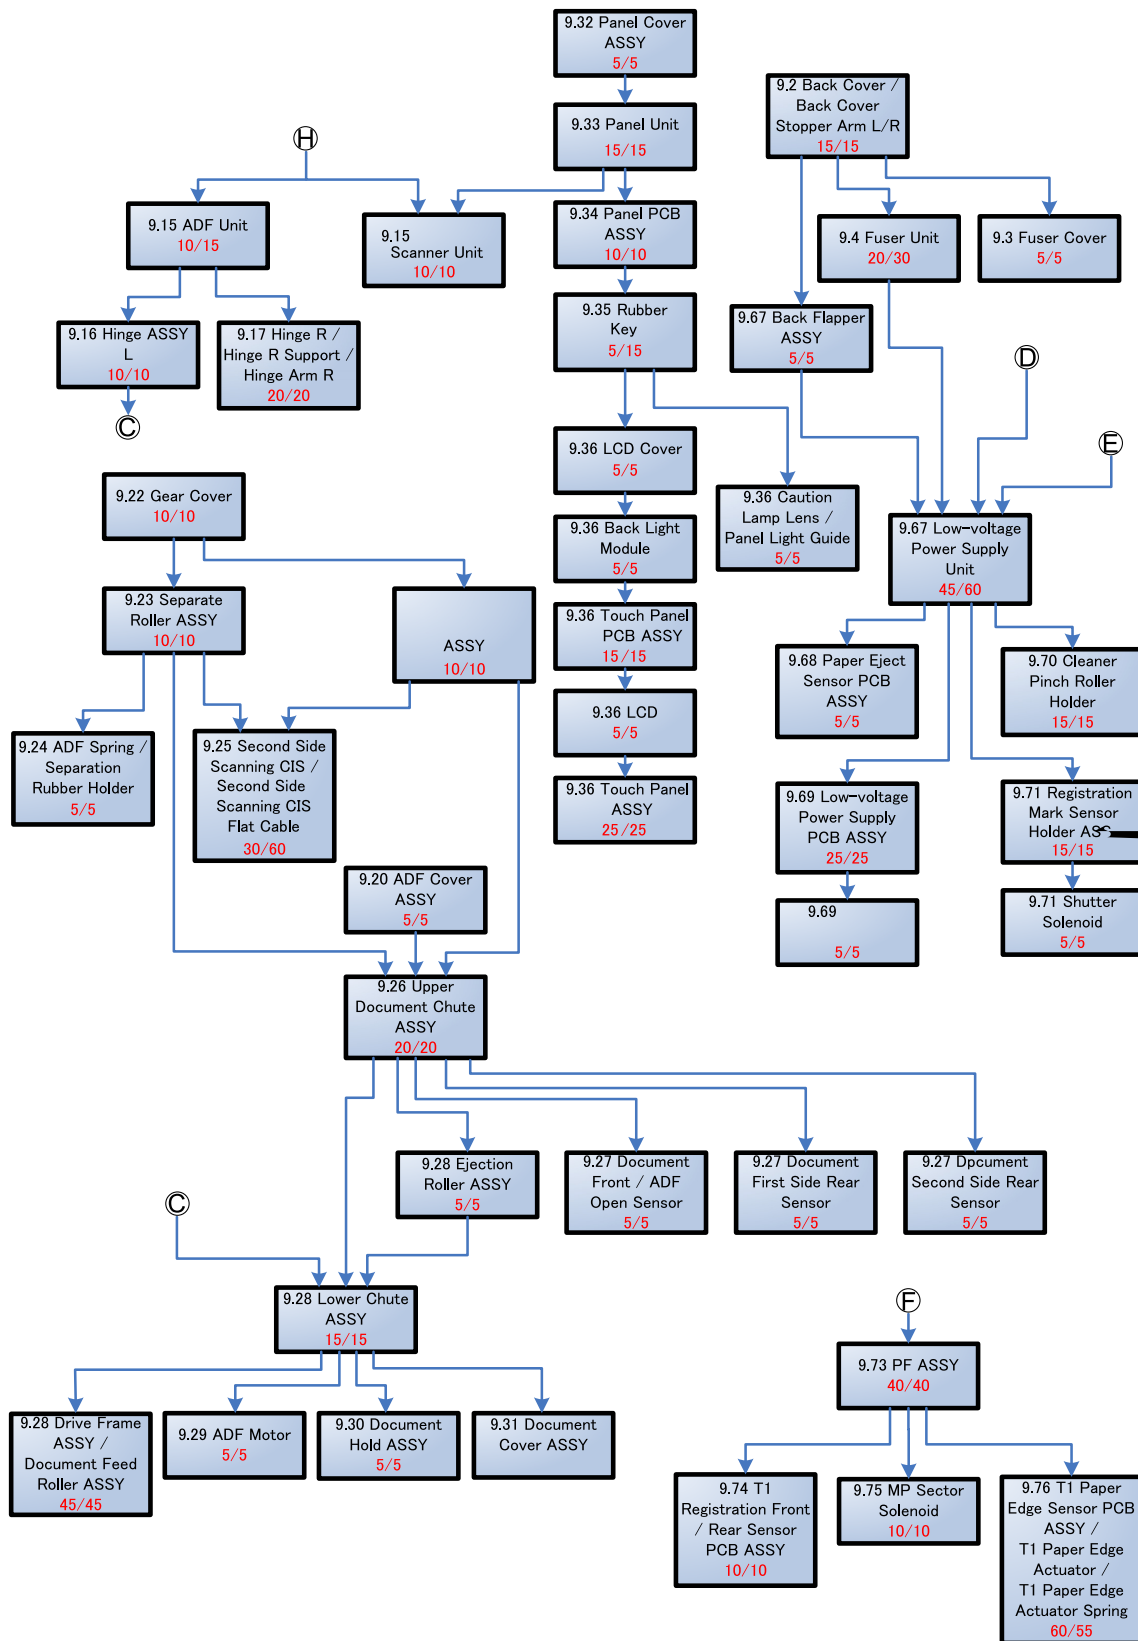 9.32 Panel Cover
ASSY
5/5
9.33 Panel Unit
15/15
9.2 Back Cover /
Back Cover
Stopper Arm L/R
15/15
H
9.15 ADF Unit
10/15
9.15
Scanner Unit
10/10
9.34 Panel PCB
ASSY
10/10
9.4 Fuser Unit
20/30
9.3 Fuser Cover
5/5
9.16 Hinge ASSY
L
10/10
9.17 Hinge R /
Hinge R Support /
Hinge Arm R
20/20
9.35 Rubber
Key
5/15
9.67 Back Flapper
ASSY
5/5
D
C
E
9.22 Gear Cover
10/10
9.36 LCD Cover
5/5
9.36 Caution
Lamp Lens /
Panel Light Guide
5/5
9.36 Back Light
Module
5/5
9.67 Low-voltage
Power Supply
Unit
45/60
9.23 Separate
Roller ASSY
10/10
ASSY
10/10
9.36 Touch Panel
PCB ASSY
15/15
9.68 Paper Eject
Sensor PCB
ASSY
5/5
9.70 Cleaner
Pinch Roller
Holder
15/15
9.36 LCD
5/5
9.24 ADF Spring /
Separation
Rubber Holder
5/5
9.25 Second Side
Scanning CIS /
Second Side
Scanning CIS
Flat Cable
30/60
9.36 Touch Panel
ASSY
25/25
9.69 Low-voltage
Power Supply
PCB ASSY
25/25
9.71 Registration
Mark Sensor
Holder
15/15
9.20 ADF Cover
ASSY
5/5
9.69
5/5
9.71 Shutter
Solenoid
5/5
9.26 Upper
Document Chute
ASSY
20/20
9.28 Ejection
Roller ASSY
5/5
9.27 Document
Front / ADF
Open Sensor
5/5
9.27 Document
First Side Rear
Sensor
5/5
9.27 Dpcument
Second Side Rear
Sensor
5/5
C
9.28 Lower Chute
ASSY
15/15
F
9.73 PF ASSY
40/40
9.28 Drive Frame
ASSY /
Document Feed
Roller ASSY
45/45
9.29 ADF Motor
5/5
9.30 Document
Hold ASSY
5/5
9.31 Document
Cover ASSY
9.74 T1
Registration Front
/ Rear Sensor
PCB ASSY
10/10
9.75 MP Sector
Solenoid
10/10
9.76 T1 Paper
Edge Sensor PCB
ASSY /
T1 Paper Edge
Actuator /
T1 Paper Edge
Actuator Spring
60/55